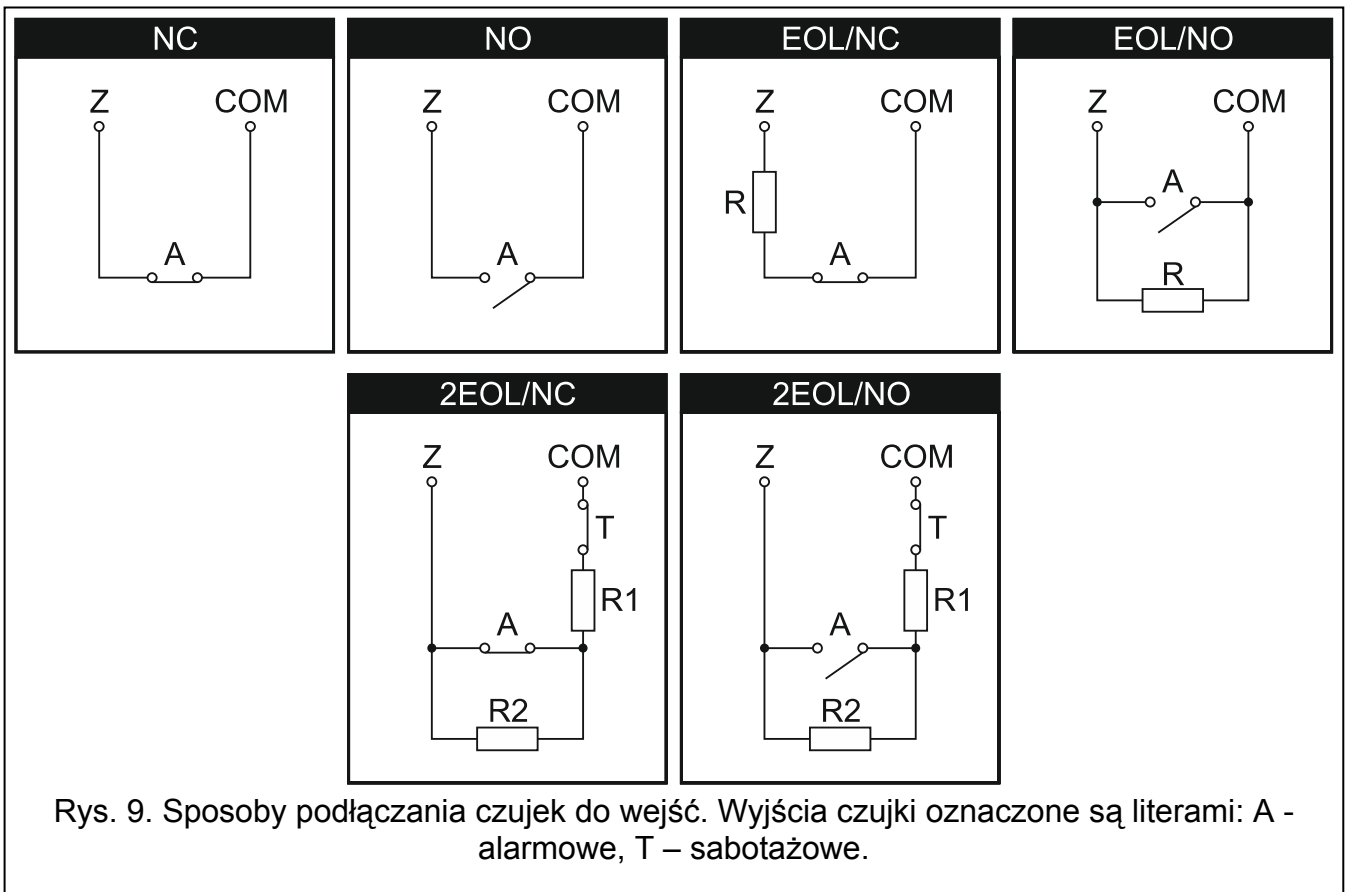 NC
Z COM
A
NO
Z COM
A
EOL/NC
Z COM
R
A
EOL/NO
Z COM
A
R
2EOL/NC
Z COM
T
R1
A
R2
2EOL/NO
Z COM
T
R1
A
R2
Rys. 9. Sposoby podłączania czujek do wejść. Wyjścia czujki oznaczone są literami: A -
alarmowe, T – sabotażowe.